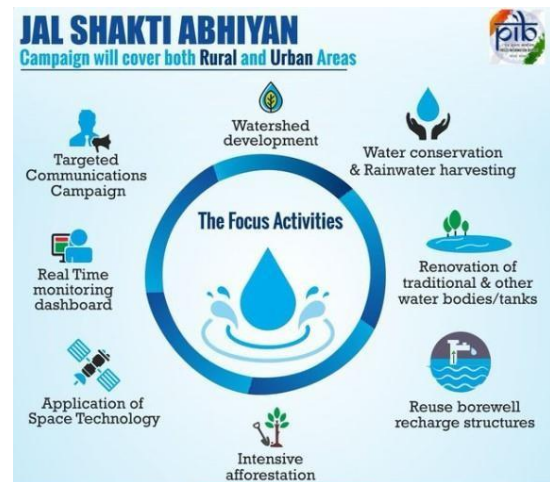 JAL SHAKTI ABHIYAN
Campaign will cover both Rural and Urban Areas
pib
Watershed
development
Water conservation
& Rainwater harvesting
Renovation of
traditional & other
water bodies/tanks
Reuse borewell
recharge structures
Intensive
afforestation
Application of
Space Technology
Real Time
monitoring
dashboard
Targeted
Communications
Campaign
The Focus Activities